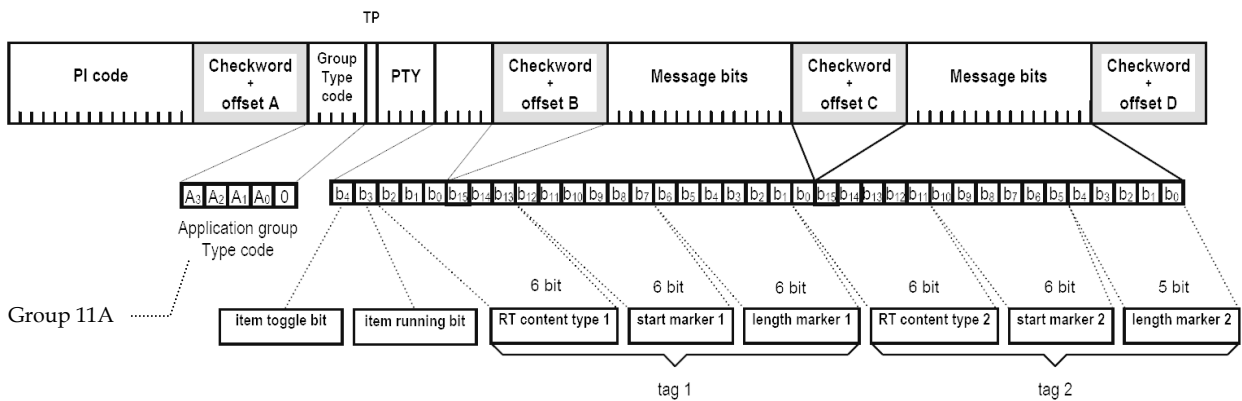 TP
PI code
Checkword + offset A
Group Type code
PTY
Checkword + offset B
Message bits
Checkword + offset C
Message bits
Checkword + offset D
A3 A2 A1 A0 0
b4 b3 b2 b1 b0 b15 b14 b13 b12 b11 b10 b9 b8 b7 b6 b5 b4 b3 b2 b1 b0 b15 b14 b13 b12 b11 b10 b9 b8 b7 b6 b5 b4 b3 b2 b1 b0
Application group
Type code
Group 11A
6 bit 6 bit 6 bit 6 bit 6 bit 5 bit
item toggle bit
item running bit
RT content type 1
start marker 1
length marker 1
RT content type 2
start marker 2
length marker 2
tag 1
tag 2